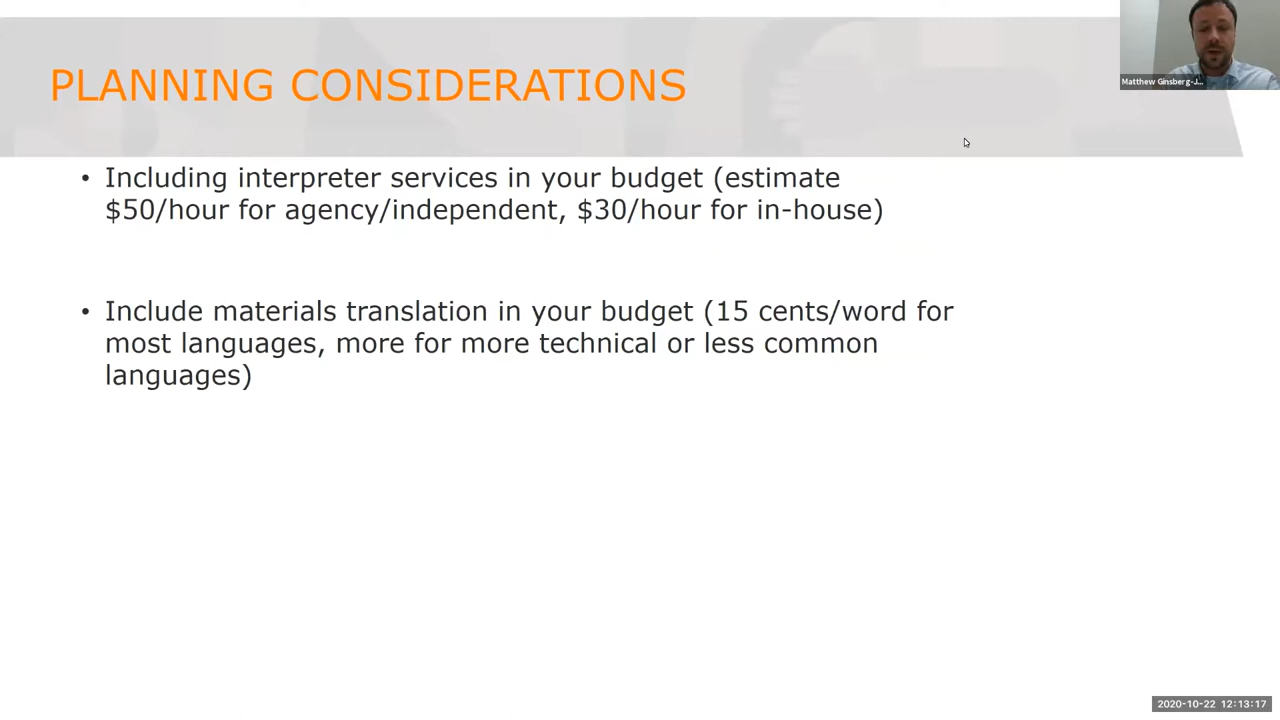 PLANNING CONSIDERATIONS
Matthew Ginsberg-J...
• Including interpreter services in your budget (estimate
$50/hour for agency/independent, $30/hour for in-house)
• Include materials translation in your budget (15 cents/word for
most languages, more for more technical or less common
languages)
2020-10-22 12:13:17